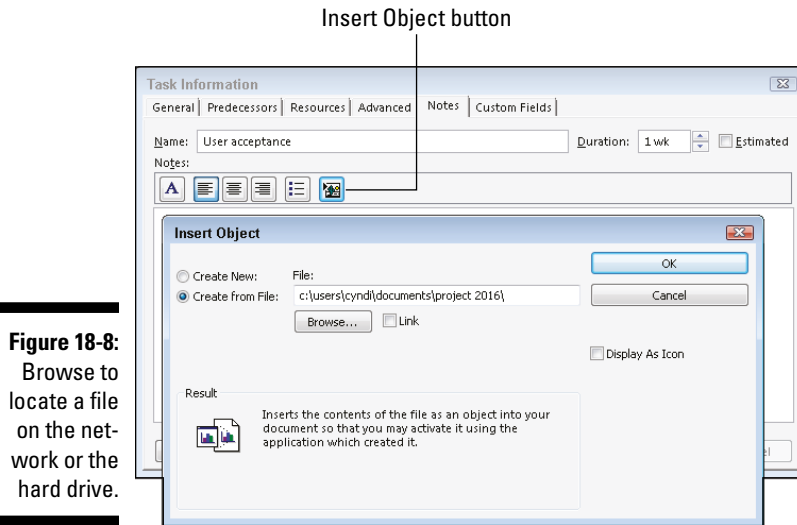 Insert Object button
Task Information
General Predecessors Resources Advanced Notes Custom Fields
Name: User acceptance Duration: 1 wk Estimated
Notes:
A
Insert Object
Create New: File: OK
Create from File: c:\users\cyndi\documents\project 2016\ Cancel
Browse... Link
Display As Icon
Result
Inserts the contents of the file as an object into your
document so that you may activate it using the
application which created it.
Figure 18-8:
Browse to
locate a file
on the net-
work or the
hard drive.